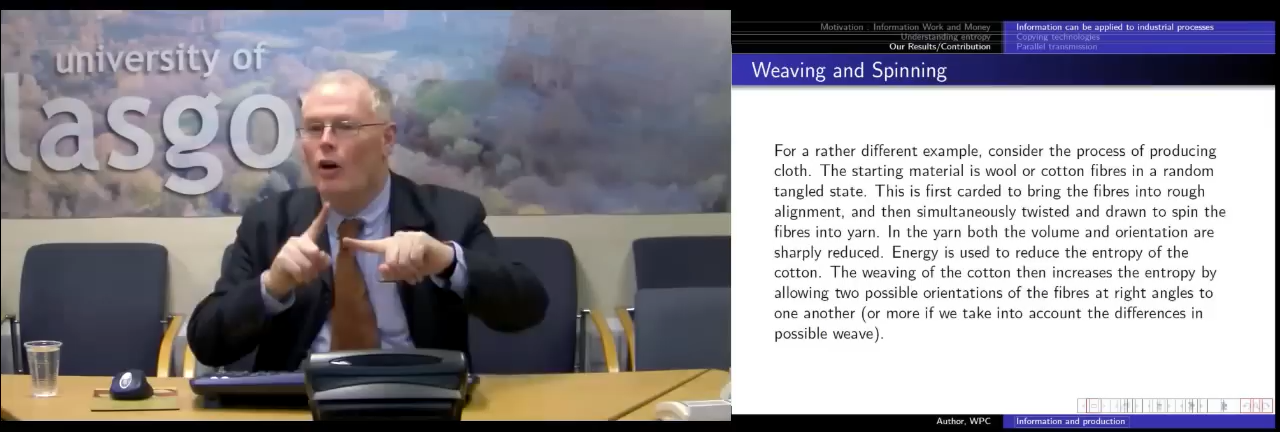 university of
lasgo
Motivation : Information Work and Money
Understanding entropy
Our Results/Contribution
Information can be applied to industrial processes
Copying technologies
Parallel transmission
Weaving and Spinning
For a rather different example, consider the process of producing
cloth. The starting material is wool or cotton fibres in a random
tangled state. This is first carded to bring the fibres into rough
alignment, and then simultaneously twisted and drawn to spin the
fibres into yarn. In the yarn both the volume and orientation are
sharply reduced. Energy is used to reduce the entropy of the
cotton. The weaving of the cotton then increases the entropy by
allowing two possible orientations of the fibres at right angles to
one another (or more if we take into account the differences in
possible weave).
Author, WPC
Information and production